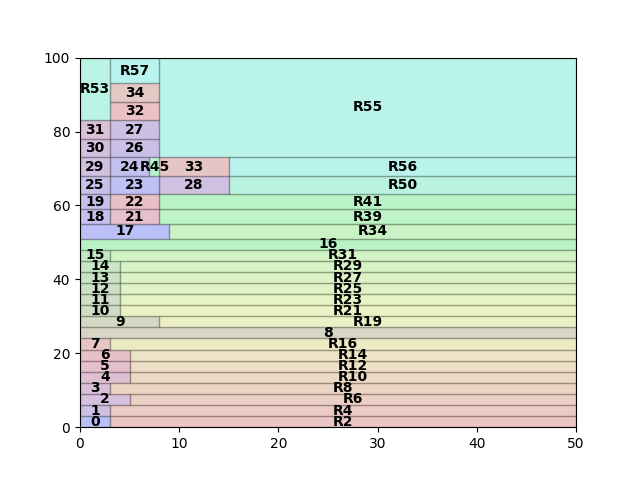 100
R57
R53
34
R55
32
80
31 27
30 26
29 24 R45 33 R56
25 23 28 R50
60
19 22 R41
18 21 R39
17 R34
16
15 R31
40
14 R29
13 R27
12 R25
11 R23
10 R21
9 R19
8
20
7 R16
6 R14
5 R12
4 R10
3 R8
2 R6
1 R4
0 0 R2
0 10 20 30 40 50